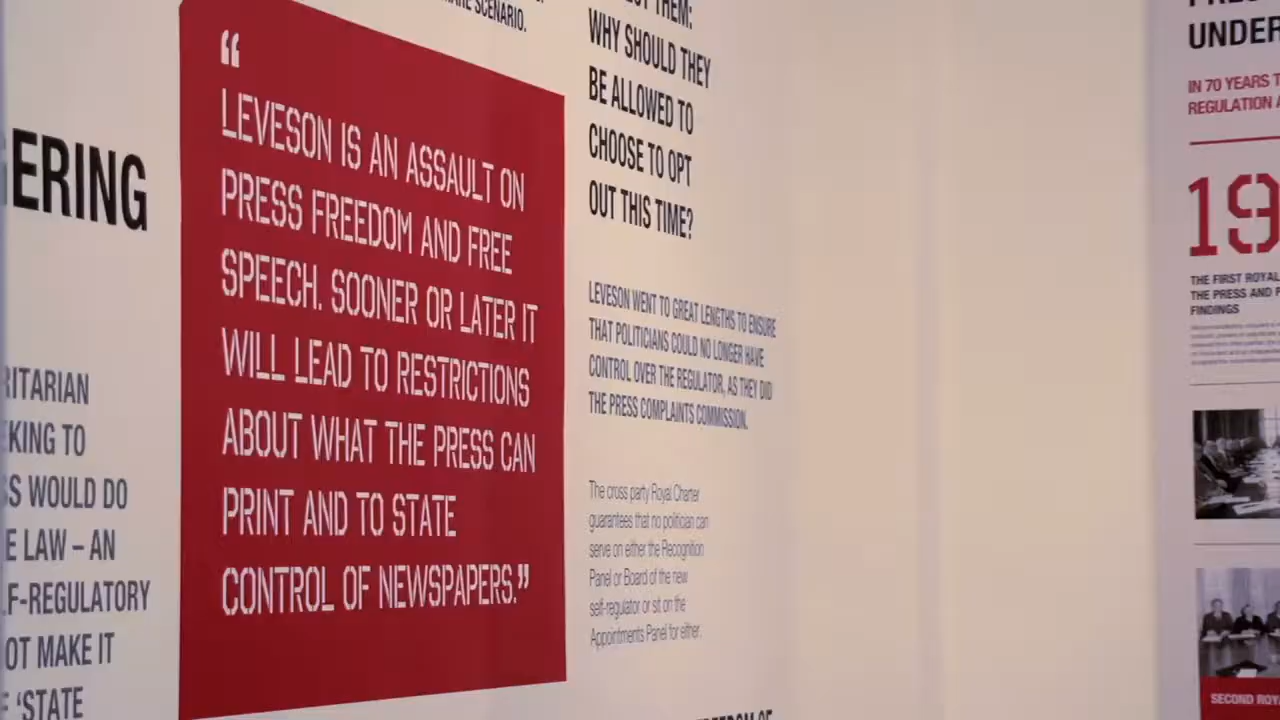 ERING
RITARIAN
KING TO
SS WOULD DO
E LAW – AN
F-REGULATORY
OT MAKE IT
'STATE
SCENARIO.
“
LEVESON IS AN ASSAULT ON
PRESS FREEDOM AND FREE
SPEECH. SOONER OR LATER IT
WILL LEAD TO RESTRICTIONS
ABOUT WHAT THE PRESS CAN
PRINT AND TO STATE
CONTROL OF NEWSPAPERS.”
THEM:
WHY SHOULD THEY
BE ALLOWED TO
CHOOSE TO OPT
OUT THIS TIME?
LEVESON WENT TO GREAT LENGTHS TO ENSURE
THAT POLITICIANS COULD NO LONGER HAVE
CONTROL OVER THE REGULATOR, AS THEY DID
THE PRESS COMPLAINTS COMMISSION.
The cross party Royal Charter
guarantees that no politician can
serve on either the Recognition
Panel or Board of the new
self-regulator or sit on the
Appointments Panel for either.
UNDER
IN 70 YEARS T
REGULATION A
19
THE FIRST ROYAL
THE PRESS AND
FINDINGS
SECOND ROY